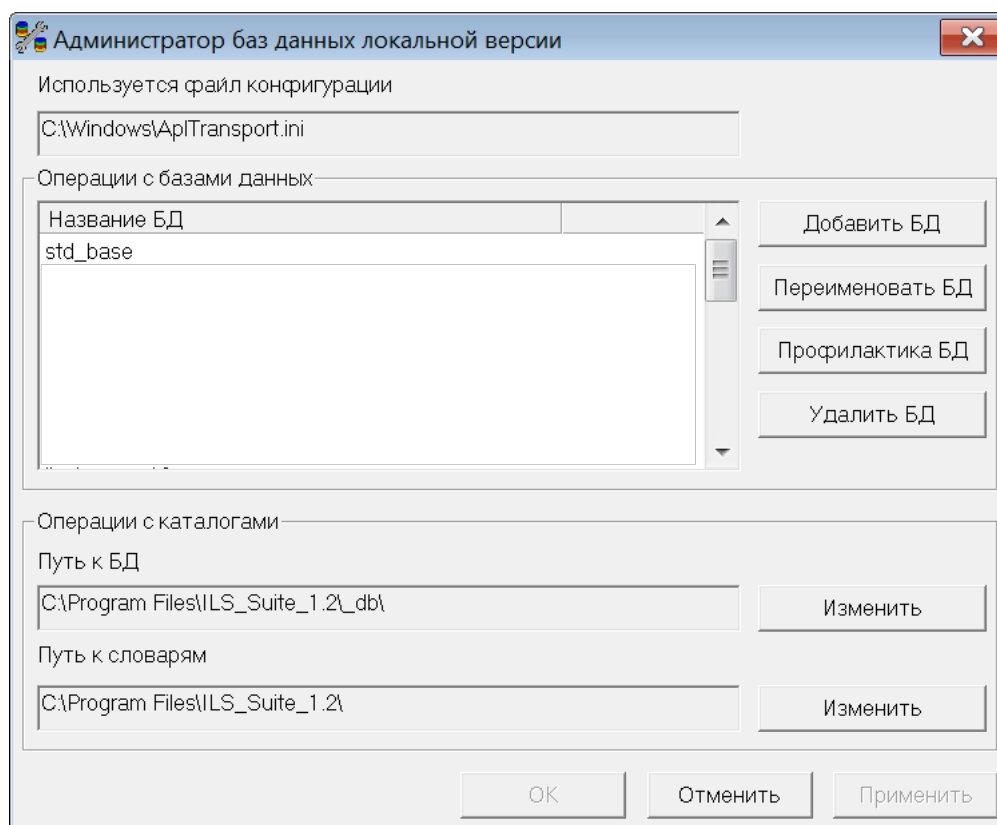 Администратор баз данных локальной версии
Используется файл конфигурации
C:\Windows\AplTransport.ini
Операции с базами данных
Название БД
Добавить БД
std_base
Переименовать БД
Профилактика БД
Удалить БД
Операции с каталогами
Путь к БД
C:\Program Files\ILS_Suite_1.2\_db\
Изменить
Путь к словарям
C:\Program Files\ILS_Suite_1.2\
Изменить
OK
Отменить
Применить